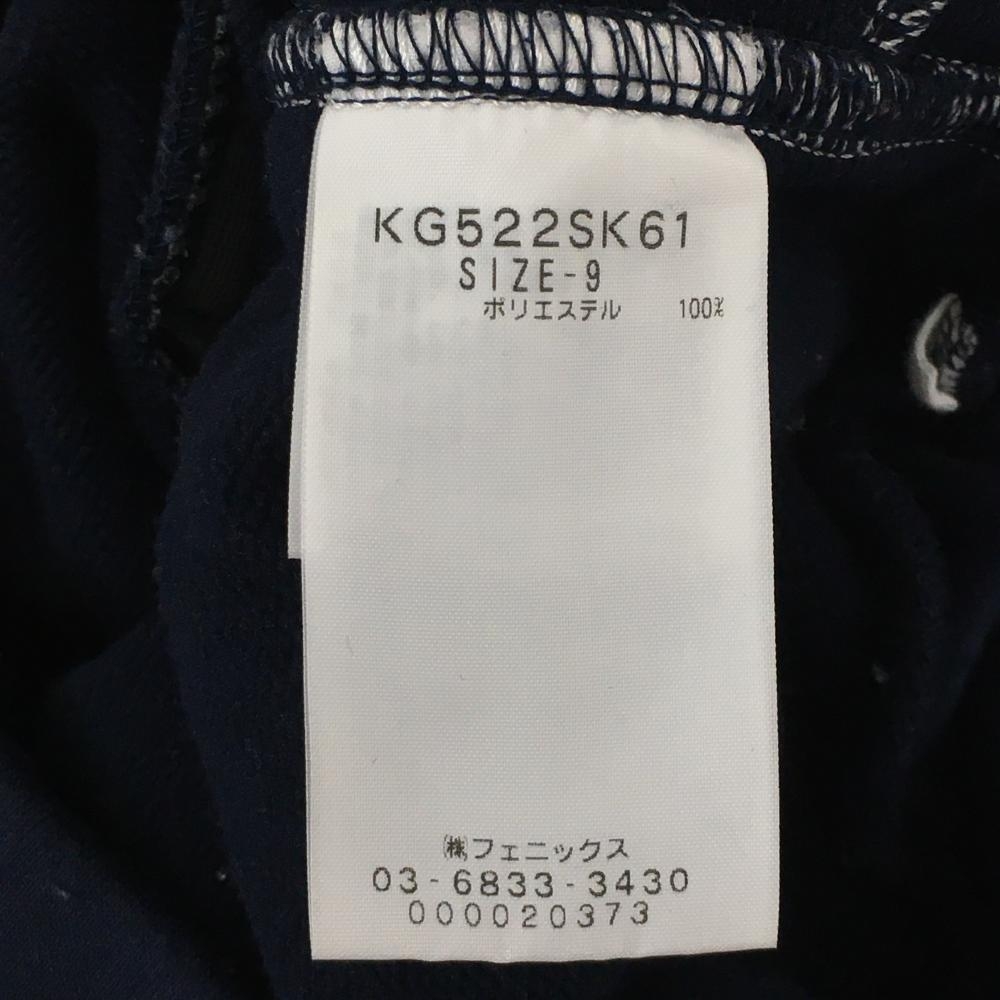 KG522SK61
SIZE-9
ポリエステル 100%
㈱フェニックス
03-6833-3430
000020373